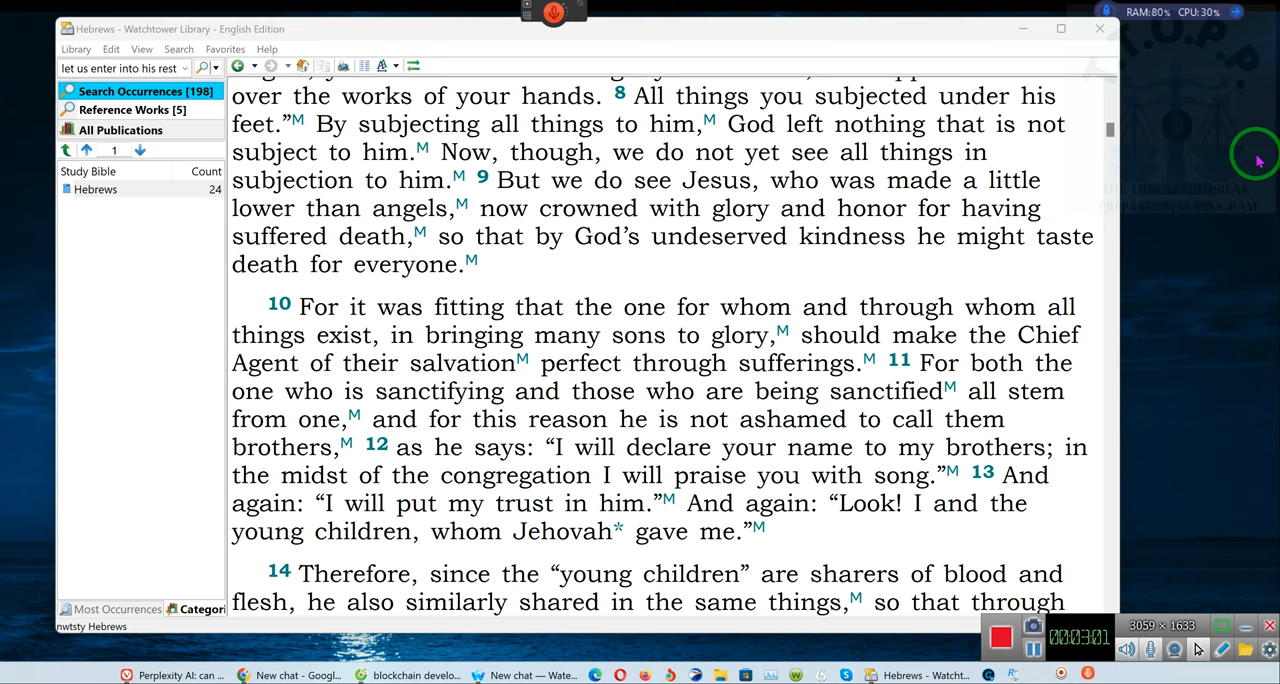 RAM:80% CPU:30%
Hebrews - Watchtower Library - English Edition
Library Edit View Search Favorites Help
let us enter into his rest
Search Occurrences [198]
Reference Works [5]
All Publications
1
Study Bible Count
Hebrews 24
over the works of your hands. 8 All things you subjected under his
feet.”M By subjecting all things to him,M God left nothing that is not
subject to him.M Now, though, we do not yet see all things in
subjection to him.M 9 But we do see Jesus, who was made a little
lower than angels,M now crowned with glory and honor for having
suffered death,M so that by God’s undeserved kindness he might taste
death for everyone.M
10 For it was fitting that the one for whom and through whom all
things exist, in bringing many sons to glory,M should make the Chief
Agent of their salvationM perfect through sufferings.M 11 For both the
one who is sanctifying and those who are being sanctifiedM all stem
from one,M and for this reason he is not ashamed to call them
brothers,M 12 as he says: “I will declare your name to my brothers; in
the midst of the congregation I will praise you with song.”M 13 And
again: “I will put my trust in him.”M And again: “Look! I and the
young children, whom Jehovah* gave me.”M
14 Therefore, since the “young children” are sharers of blood and
flesh, he also similarly shared in the same things,M so that through
Most Occurrences Categori
nwtsty Hebrews
T.T.O.P.P.
THE THREAT OUTBREAK
PREPAREDNESS PROGRAM
00:03:01
3059 × 1633
Perplexity AI: can ... New chat - Googl... blockchain develo... New chat — Wate... Hebrews - Watcht...